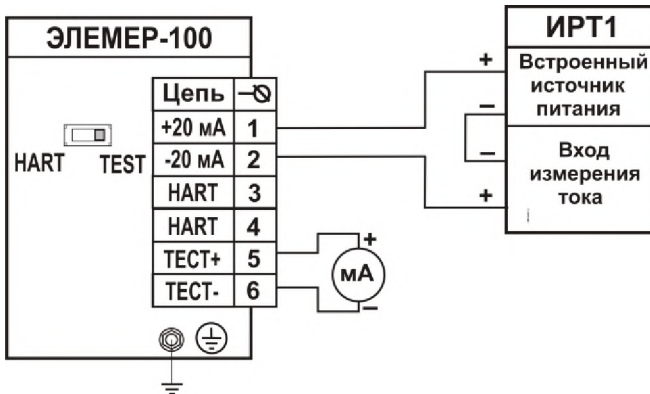 ЭЛЕМЕР-100
Цепь
+20 мА 1
-20 мА 2
HART 3
HART 4
ТЕСТ+ 5
ТЕСТ- 6
HART TEST
+
мА
–
ИРТ1
+
Встроенный
источник
питания
–
–
Вход
измерения
тока
+